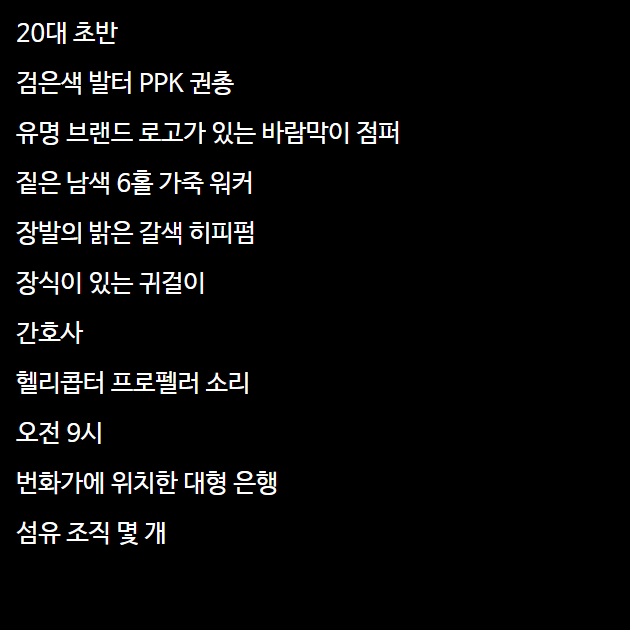 20대 초반
검은색 발터 PPK 권총
유명 브랜드 로고가 있는 바람막이 점퍼
짙은 남색 6홀 가죽 워커
장발의 밝은 갈색 히피펌
장식이 있는 귀걸이
간호사
헬리콥터 프로펠러 소리
오전 9시
번화가에 위치한 대형 은행
섬유 조직 몇 개